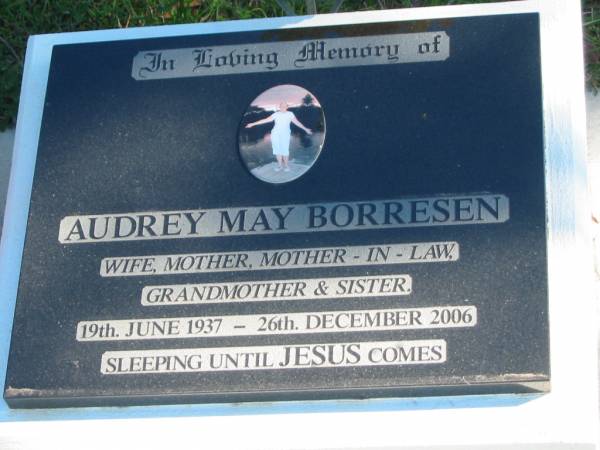 In Loving Memory of
AUDREY MAY BORRESEN
WIFE, MOTHER, MOTHER - IN - LAW,
GRANDMOTHER & SISTER.
19th. JUNE 1937 – 26th. DECEMBER 2006
SLEEPING UNTIL JESUS COMES